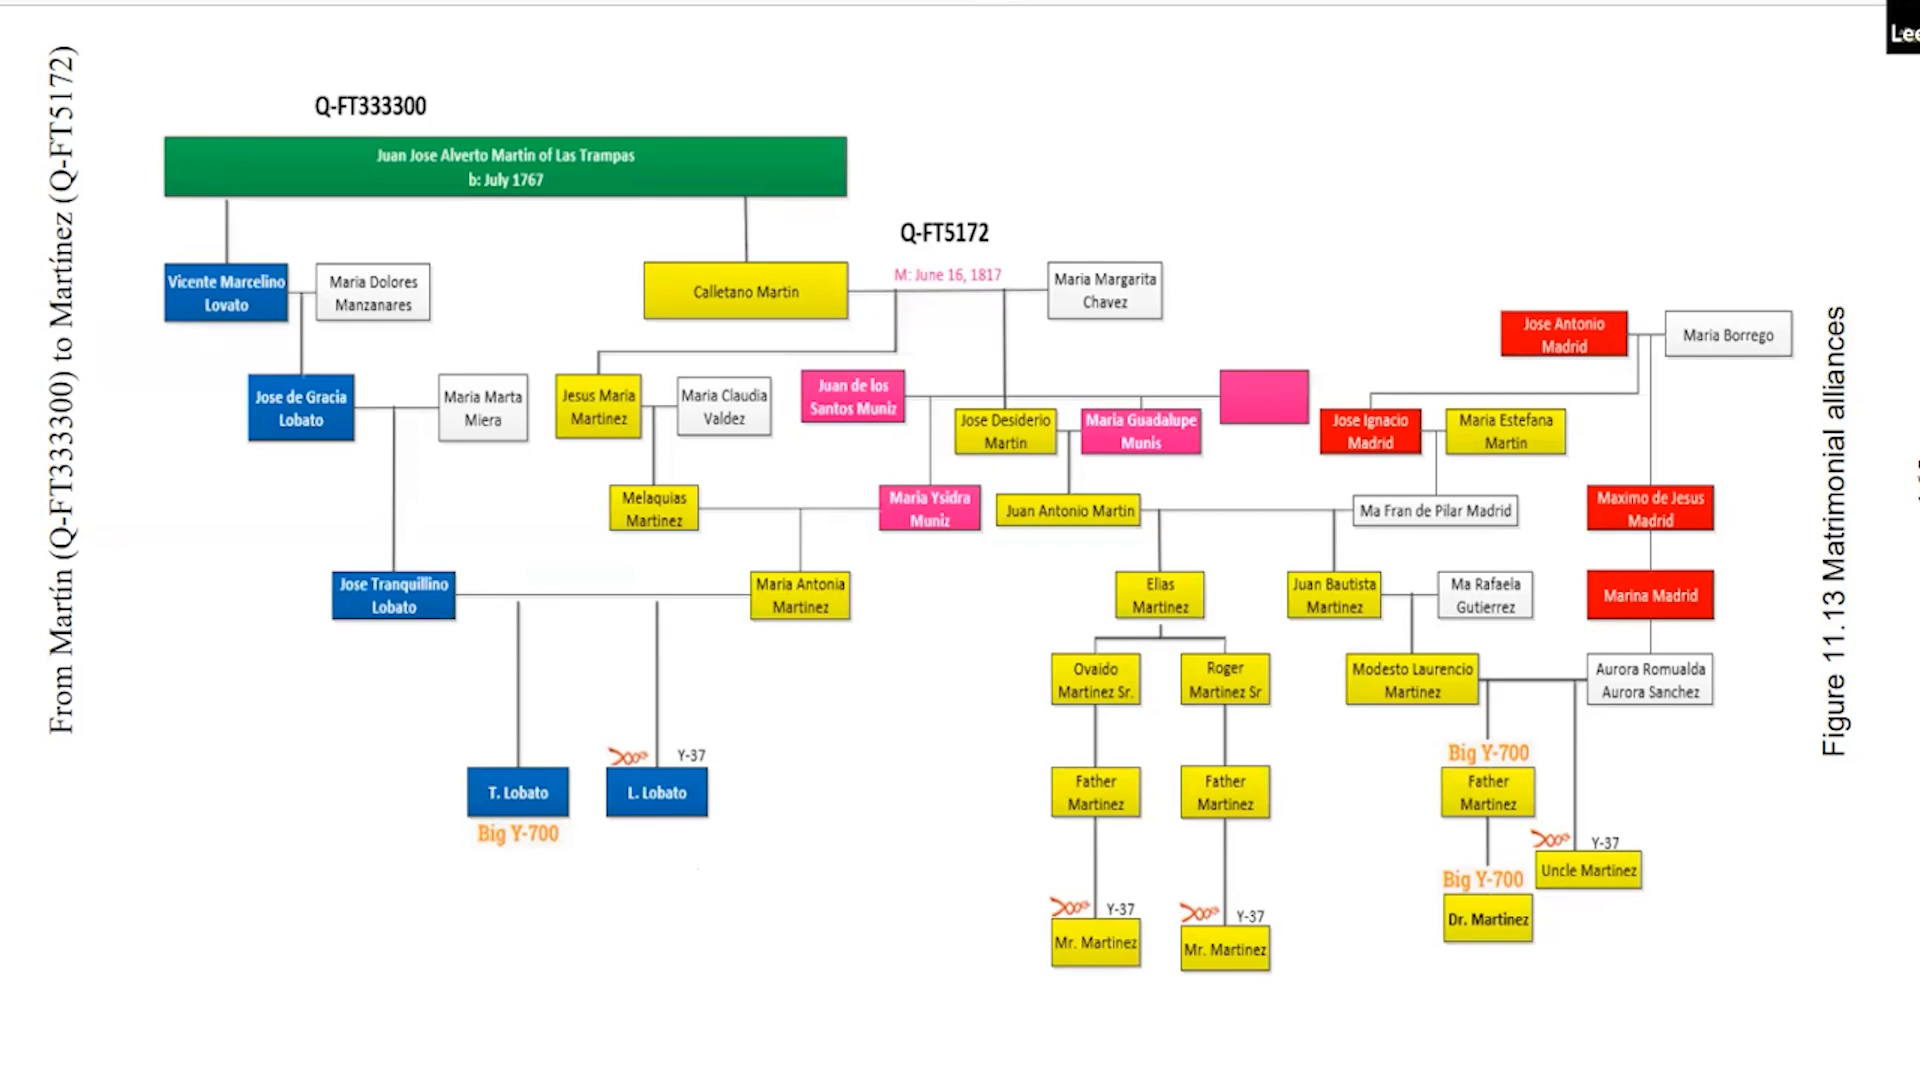 Lee
From Martín (Q-FT333300) to Martínez (Q-FT5172)
Q-FT333300
Juan Jose Alverto Martin of Las Trampas
b: July 1767
Q-FT5172
M: June 16, 1817
Vicente Marcelino
Lovato
Maria Dolores
Manzanares
Calletano Martin
Maria Margarita
Chavez
Jose Antonio
Madrid
Maria Borrego
Jose de Gracia
Lobato
Maria Marta
Miera
Jesus Maria
Martinez
Maria Claudia
Valdez
Juan de los
Santos Muniz
Jose Desiderio
Martin
Maria Guadalupe
Munis
Jose Ignacio
Madrid
Maria Estefana
Martin
Melaquias
Martinez
Maria Ysidra
Muniz
Juan Antonio Martin
Ma Fran de Pilar Madrid
Maximo de Jesus
Madrid
Jose Tranquillino
Lobato
Maria Antonia
Martinez
Elias
Martinez
Juan Bautista
Martinez
Ma Rafaela
Gutierrez
Marina Madrid
Ovaido
Martinez Sr.
Roger
Martinez Sr
Modesto Laurencio
Martinez
Aurora Romualda
Aurora Sanchez
Y-37
T. Lobato
L. Lobato
Big Y-700
Father
Martinez
Father
Martinez
Big Y-700
Father
Martinez
Y-37
Uncle Martinez
Big Y-700
Dr. Martinez
Y-37
Mr. Martinez
Y-37
Mr. Martinez
Figure 11.13 Matrimonial alliances